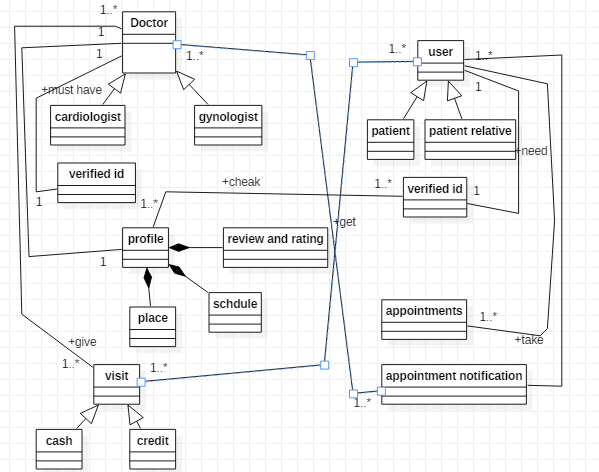 1..*
Doctor
1
1
1..*
+must have
cardiologist
gynologist
verified id
1
1..*
user
1..*
1
patient
patient relative
+need
+cheak
1..*
verified id
1
1..*
profile
review and rating
+get
1
schdule
place
appointments
1..*
+take
+give
1..*
visit
1..*
appointment notification
1..*
cash
credit